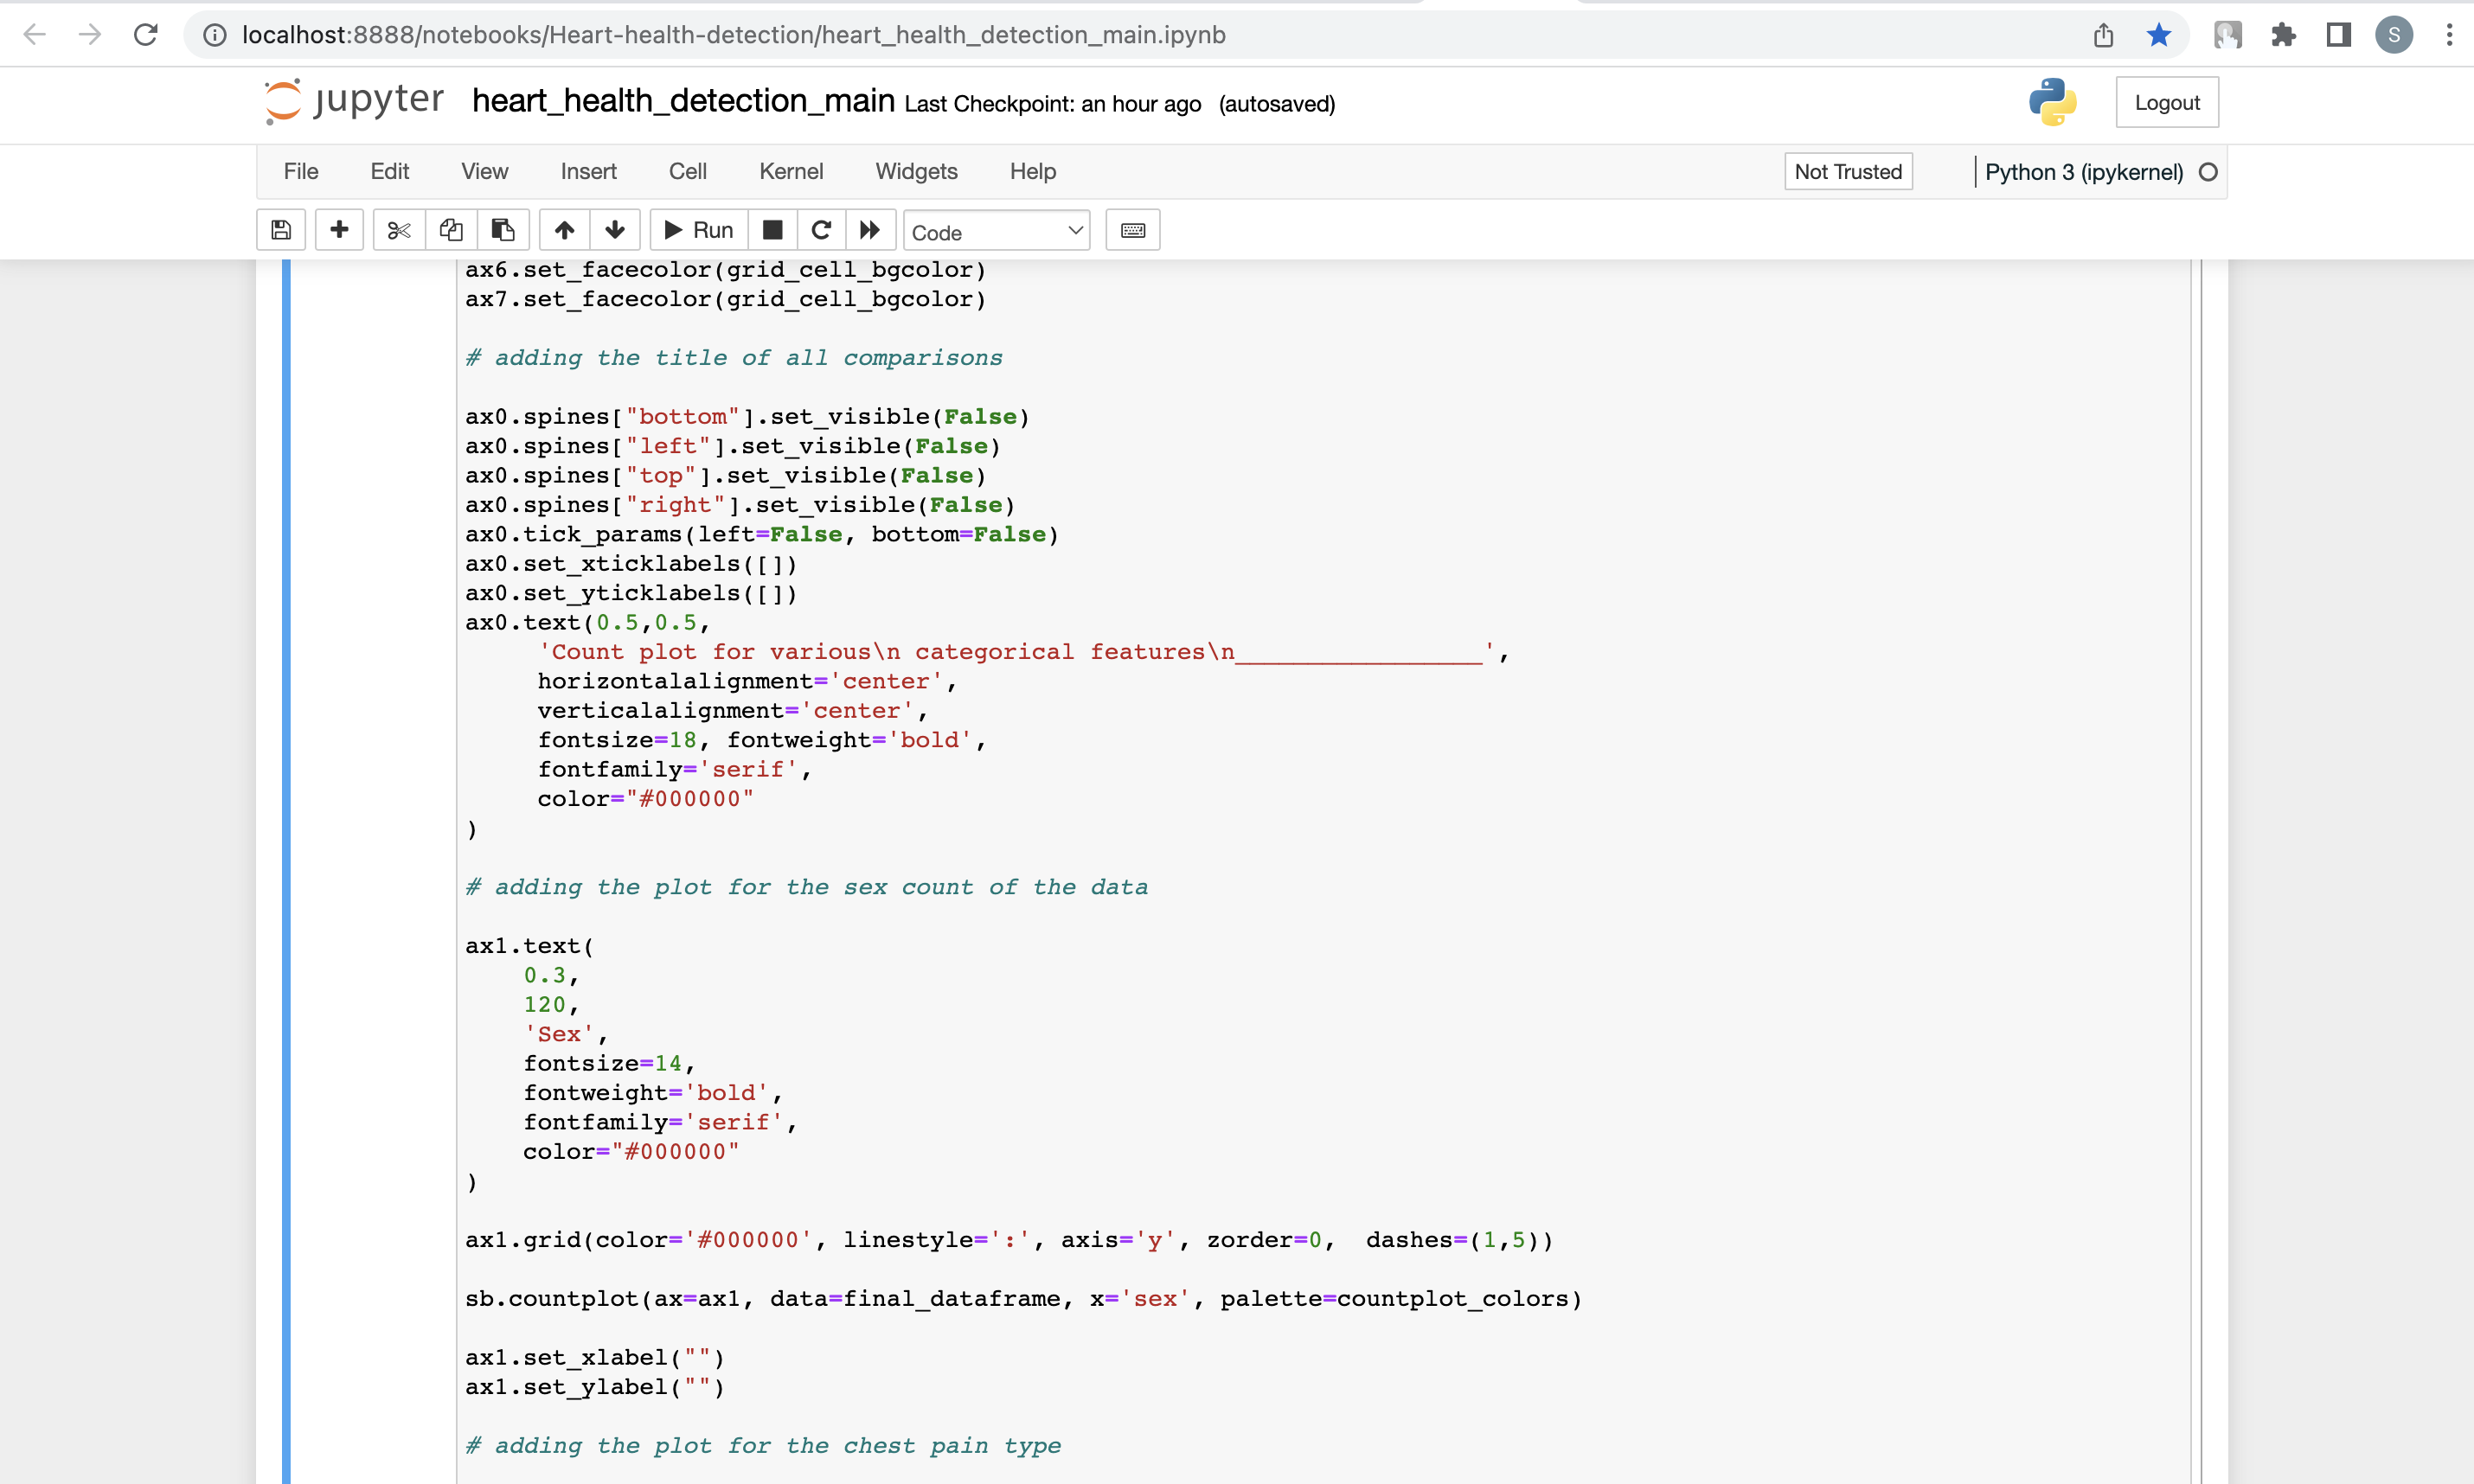 localhost:8888/notebooks/Heart-health-detection/heart_health_detection_main.ipynb
S
jupyter heart_health_detection_main Last Checkpoint: an hour ago (autosaved)
Logout
File Edit View Insert Cell Kernel Widgets Help
Not Trusted
Python 3 (ipykernel)
Run
Code
ax6.set_facecolor(grid_cell_bgcolor)
ax7.set_facecolor(grid_cell_bgcolor)
# adding the title of all comparisons
ax0.spines["bottom"].set_visible(False)
ax0.spines["left"].set_visible(False)
ax0.spines["top"].set_visible(False)
ax0.spines["right"].set_visible(False)
ax0.tick_params(left=False, bottom=False)
ax0.set_xticklabels([])
ax0.set_yticklabels([])
ax0.text(0.5,0.5,
'Count plot for various\n categorical features\n_________________',
horizontalalignment='center',
verticalalignment='center',
fontsize=18, fontweight='bold',
fontfamily='serif',
color="#000000"
)
# adding the plot for the sex count of the data
ax1.text(
0.3,
120,
'Sex',
fontsize=14,
fontweight='bold',
fontfamily='serif',
color="#000000"
)
ax1.grid(color='#000000', linestyle=':', axis='y', zorder=0,  dashes=(1,5))
sb.countplot(ax=ax1, data=final_dataframe, x='sex', palette=countplot_colors)
ax1.set_xlabel("")
ax1.set_ylabel("")
# adding the plot for the chest pain type